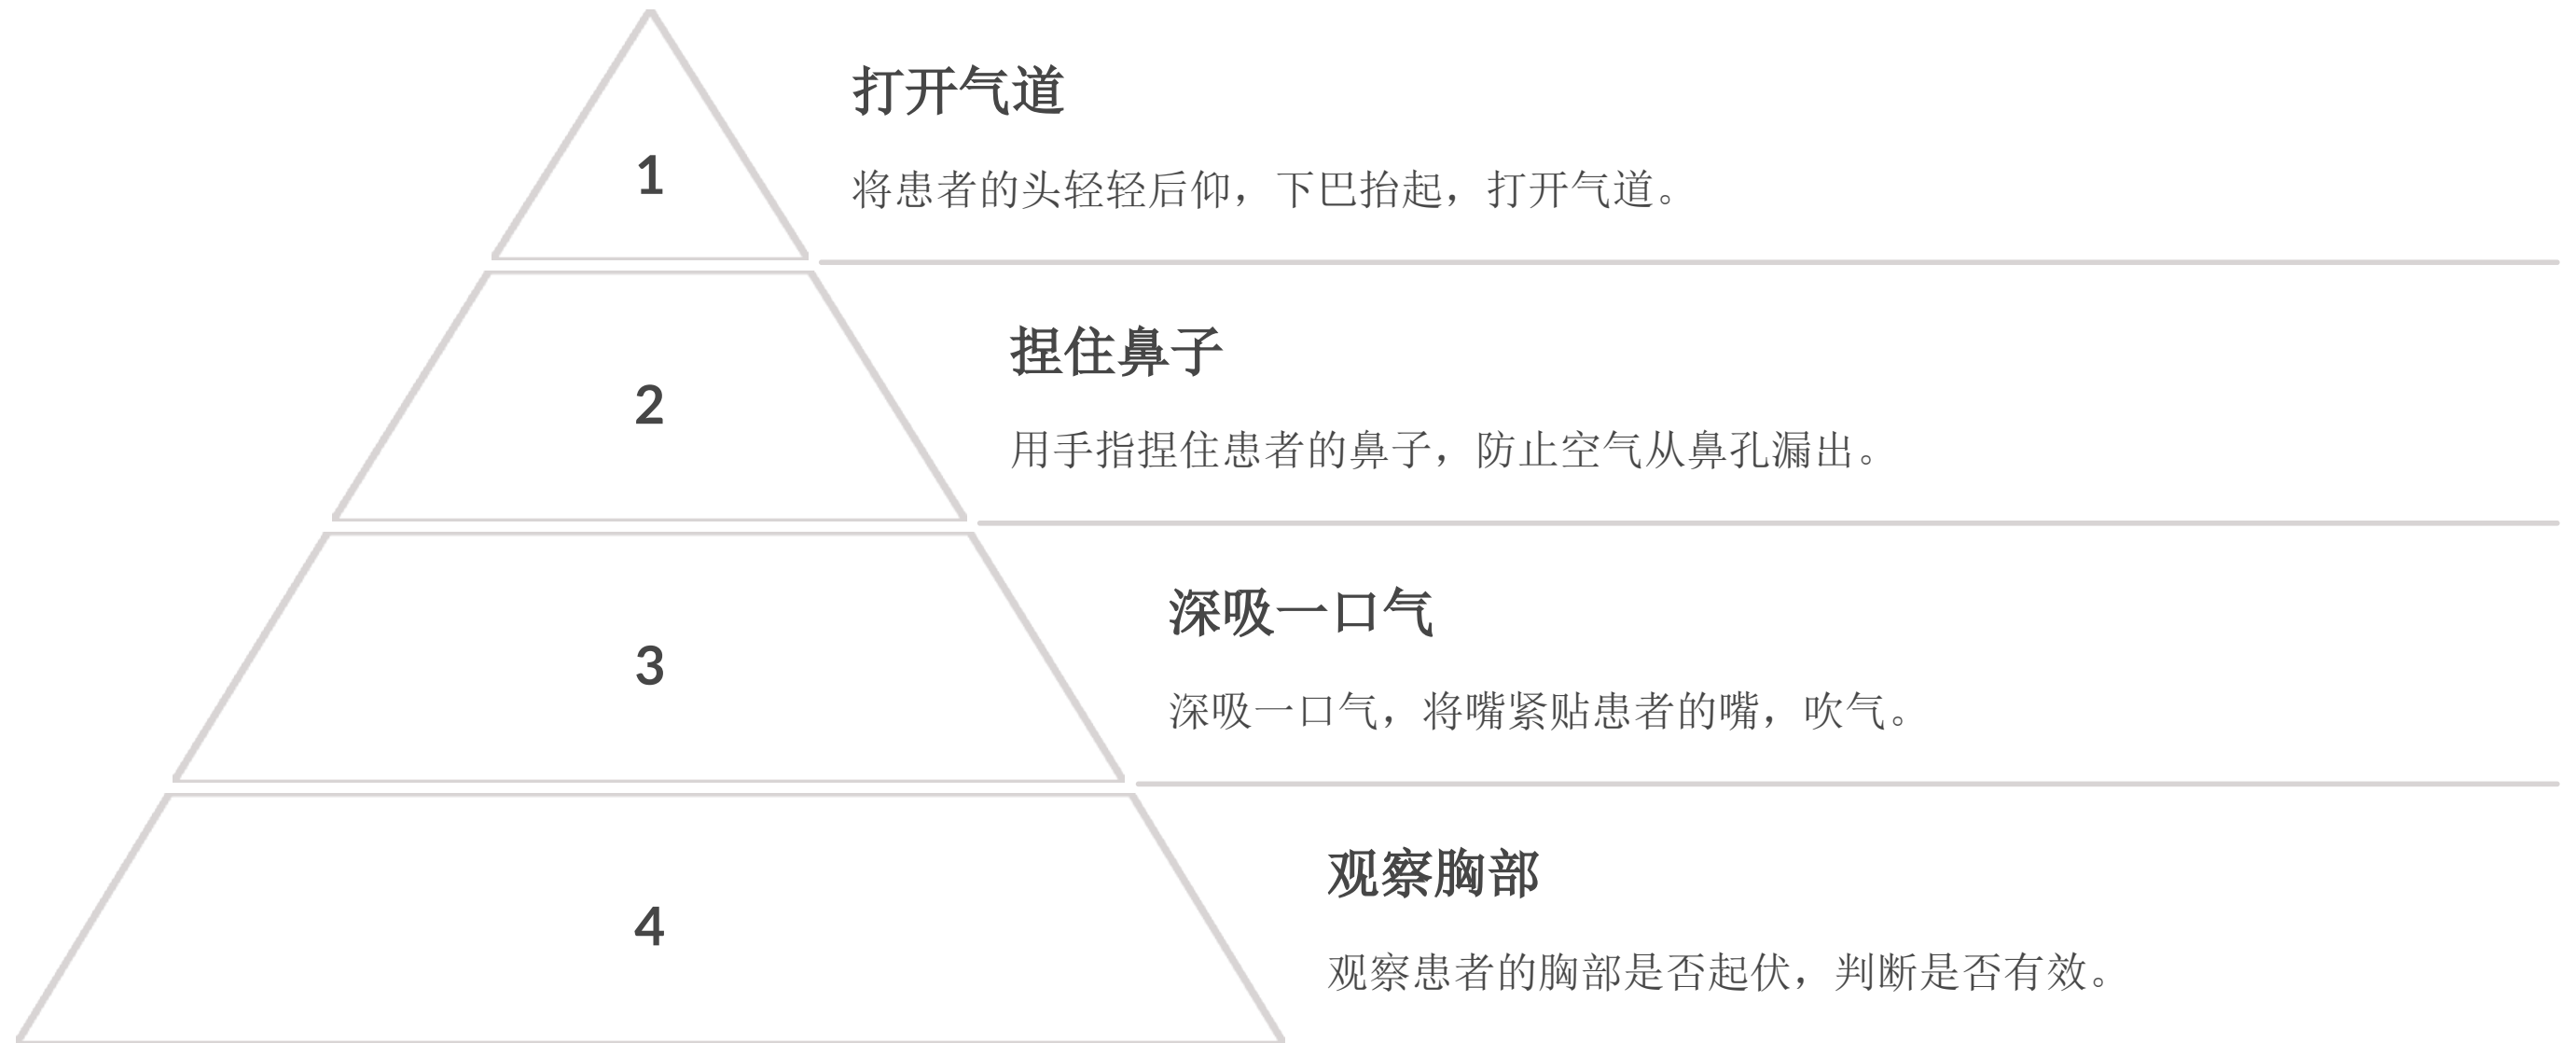 打开气道
1
将患者的头轻轻后仰，下巴抬起，打开气道。
捏住鼻子
2
用手指捏住患者的鼻子，防止空气从鼻孔漏出。
深吸一口气
3
深吸一口气，将嘴紧贴患者的嘴，吹气。
观察胸部
4
观察患者的胸部是否起伏，判断是否有效。